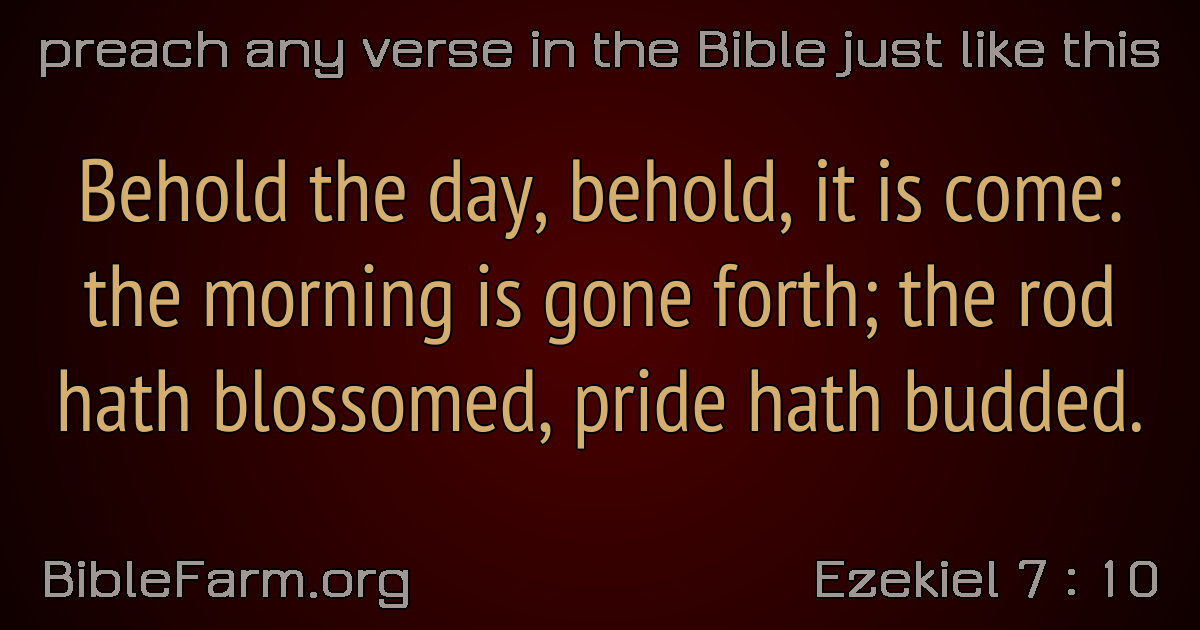 preach any verse in the Bible just like this
Behold the day, behold, it is come:
the morning is gone forth; the rod
hath blossomed, pride hath budded.
BibleFarm.org
Ezekiel 7 : 10